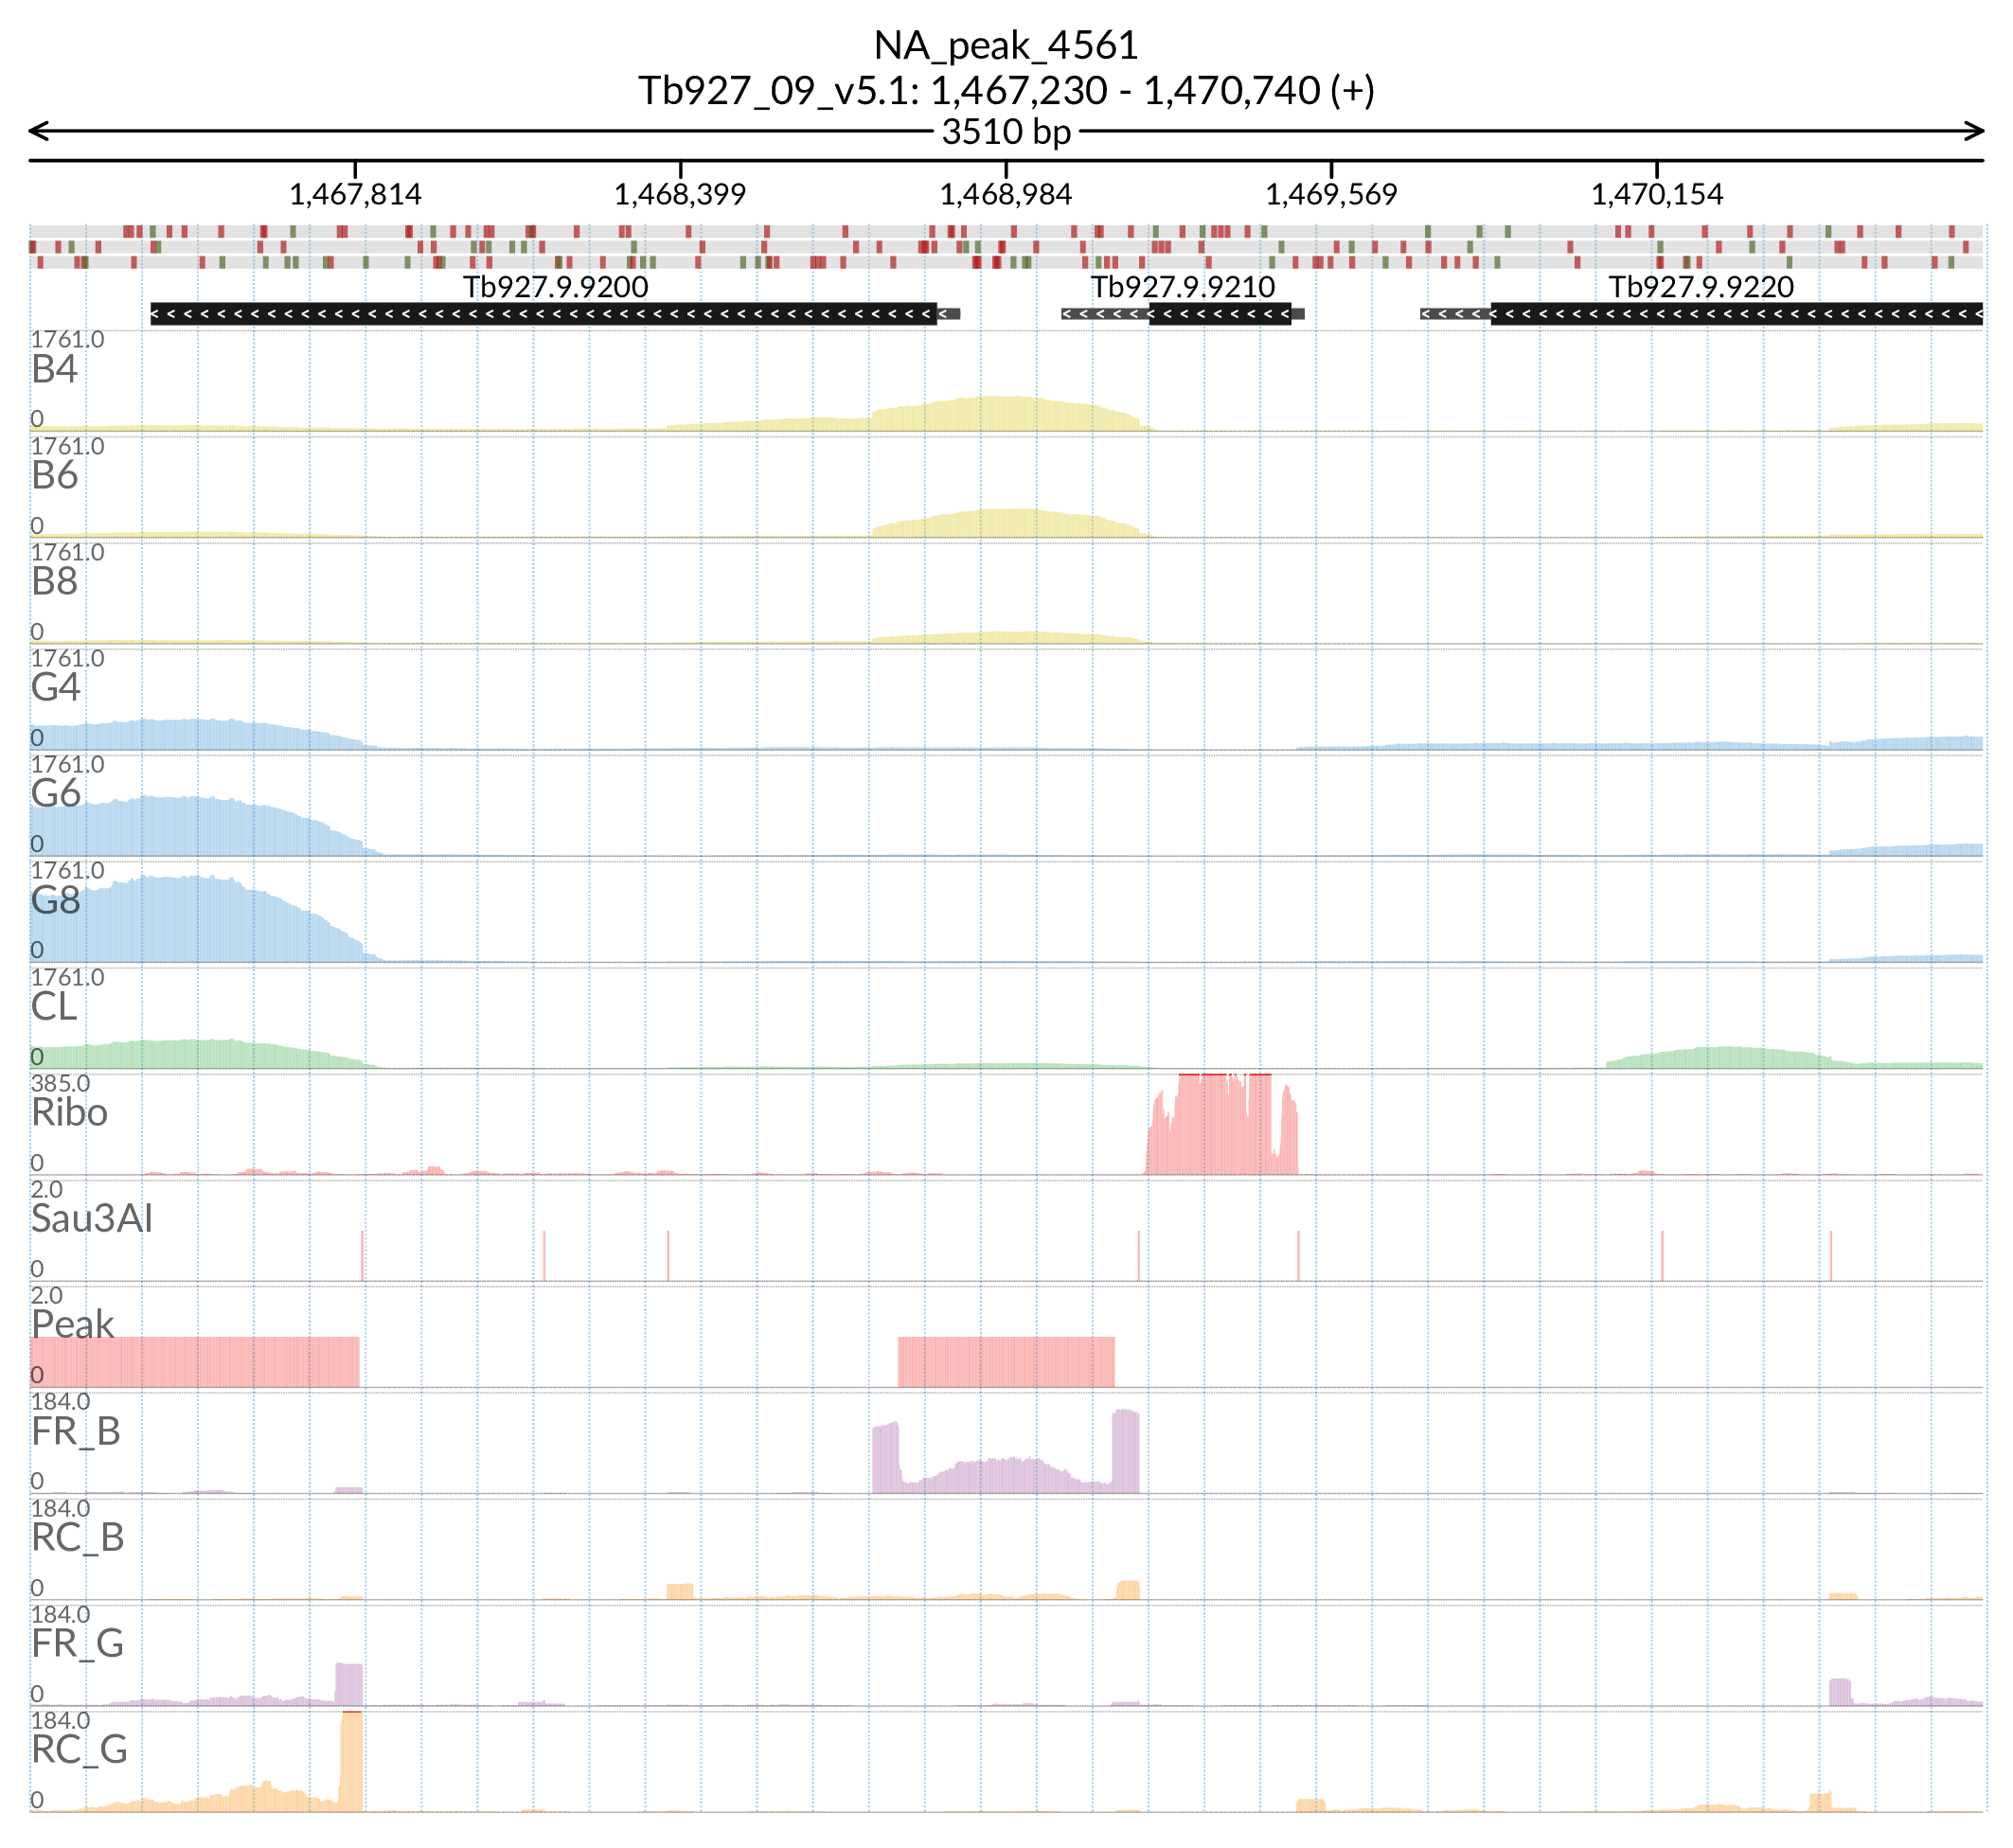 NA_peak_4561
Tb927_09_v5.1: 1,467,230 - 1,470,740 (+)
3510 bp
1,467,814 1,468,399 1,468,984 1,469,569 1,470,154
Tb927.9.9200 Tb927.9.9210 Tb927.9.9220
1761.0
B4
0
1761.0
B6
0
1761.0
B8
0
1761.0
G4
0
1761.0
G6
0
1761.0
G8
0
1761.0
CL
0
385.0
Ribo
0
2.0
Sau3AI
0
2.0
Peak
0
184.0
FR_B
0
184.0
RC_B
0
184.0
FR_G
0
184.0
RC_G
0